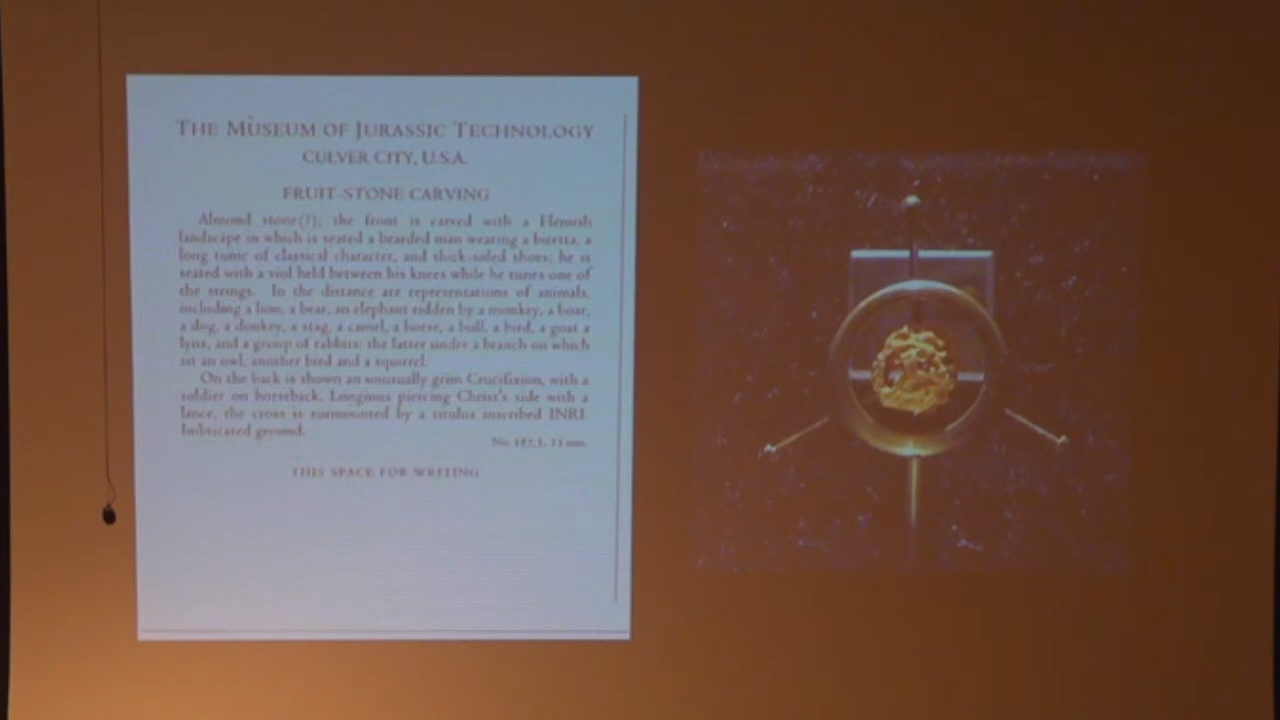 THE MUSEUM OF JURASSIC TECHNOLOGY
CULVER CITY, U.S.A.
FRUIT-STONE CARVING
Almond stone(?); the front is carved with a Flemish
landscape in which is seated a bearded man wearing a biretta, a
long tunic of classical character, and thick-soled shoes; he is
seated with a viol held between his knees while he tunes one of
the strings. In the distance are representations of animals,
including a lion, a bear, an elephant ridden by a monkey, a boar,
a dog, a donkey, a stag, a camel, a horse, a bull, a bird, a goat a
lynx, and a group of rabbits; the latter under a branch on which
sit an owl, another bird and a squirrel.
On the back is shown an unusually grim Crucifixion, with a
soldier on horseback, Longinus piercing Christ's side with a
lance, the cross is surmounted by a titulus inscribed INRI.
Imbricated ground.
No. 187, L. 13 mm.
THIS SPACE FOR WRITING